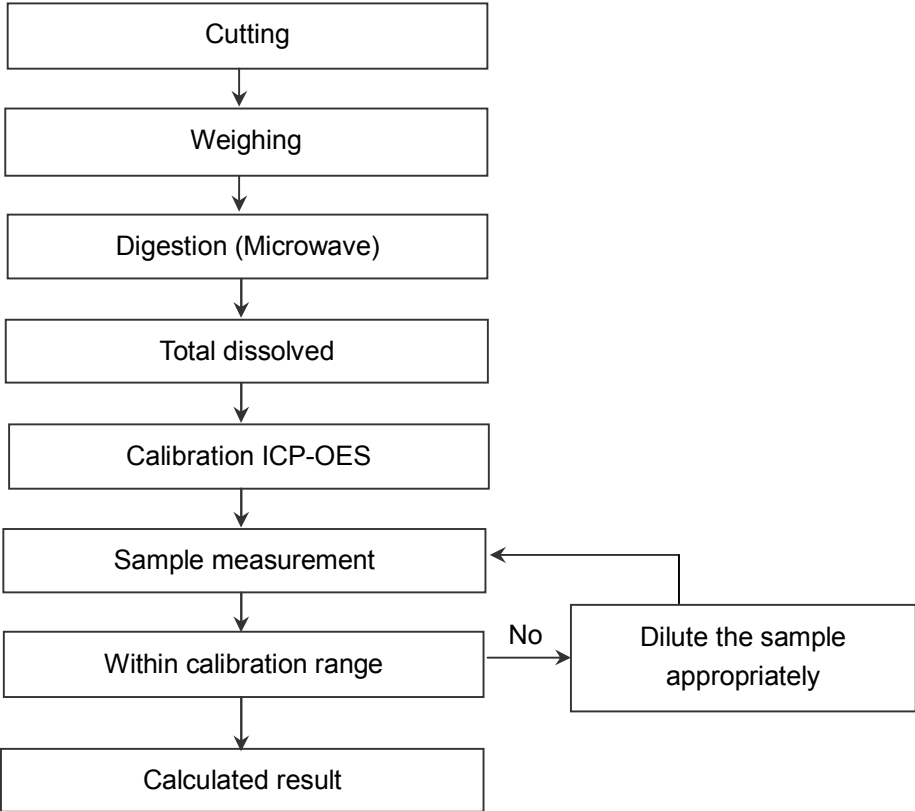 Cutting
Weighing
Digestion (Microwave)
Total dissolved
Calibration ICP-OES
Sample measurement
Within calibration range
No
Dilute the sample
appropriately
Calculated result